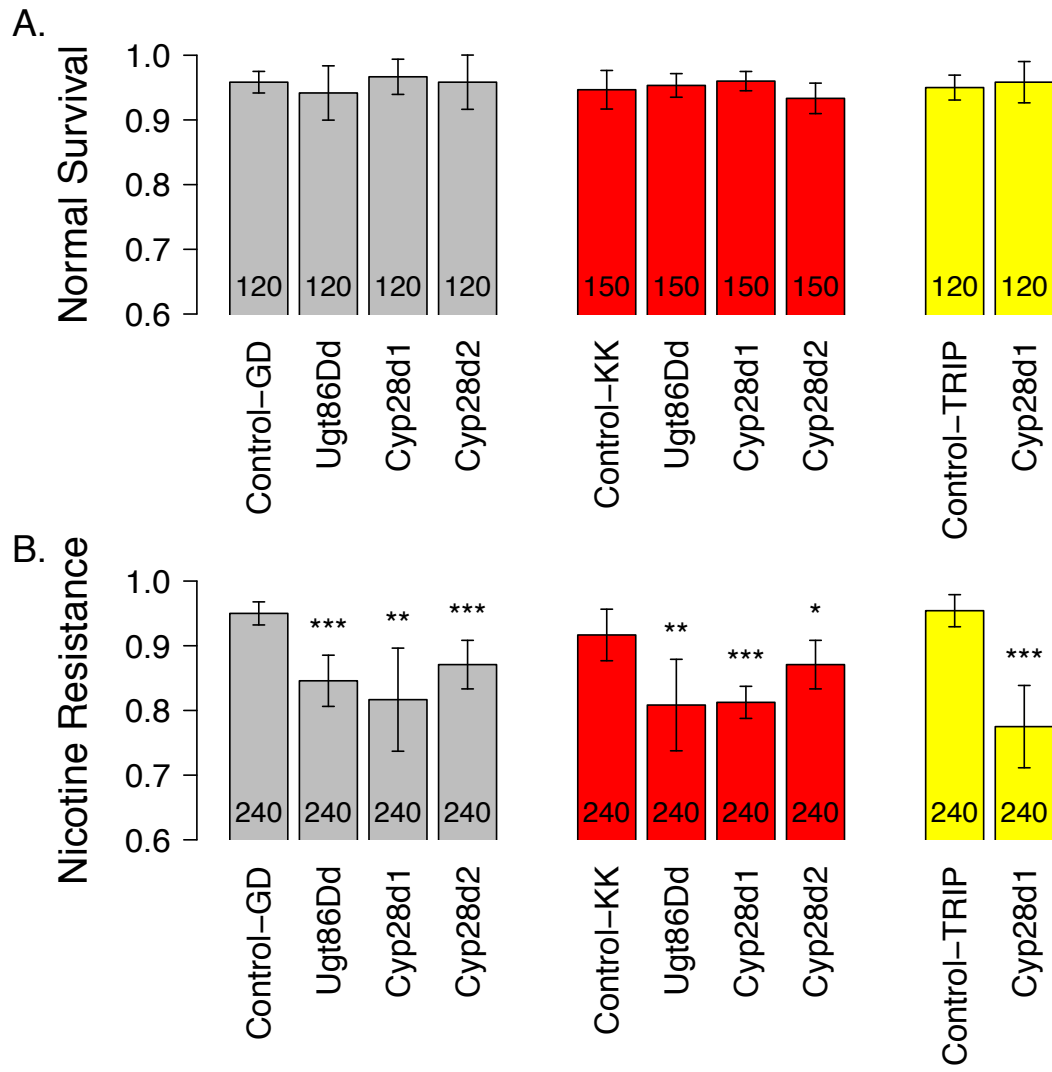 A.
Normal Survival
1.0
0.9
0.8
0.7
0.6
120 120 120 120 150 150 150 150 120 120
Control−GD
Ugt86Dd
Cyp28d1
Cyp28d2
Control−KK
Ugt86Dd
Cyp28d1
Cyp28d2
Control−TRIP
Cyp28d1
B.
Nicotine Resistance
1.0
0.9
0.8
0.7
0.6
*** ** *** ** *** * ***
240 240 240 240 240 240 240 240 240 240
Control−GD
Ugt86Dd
Cyp28d1
Cyp28d2
Control−KK
Ugt86Dd
Cyp28d1
Cyp28d2
Control−TRIP
Cyp28d1